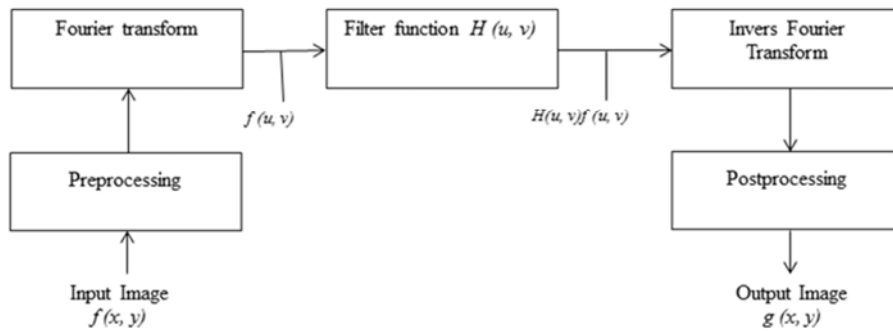 Fourier transform
Filter function H (u, v)
Invers Fourier
Transform
f (u, v)
H(u, v)f (u, v)
Preprocessing
Postprocessing
Input Image
f (x, y)
Output Image
g (x, y)